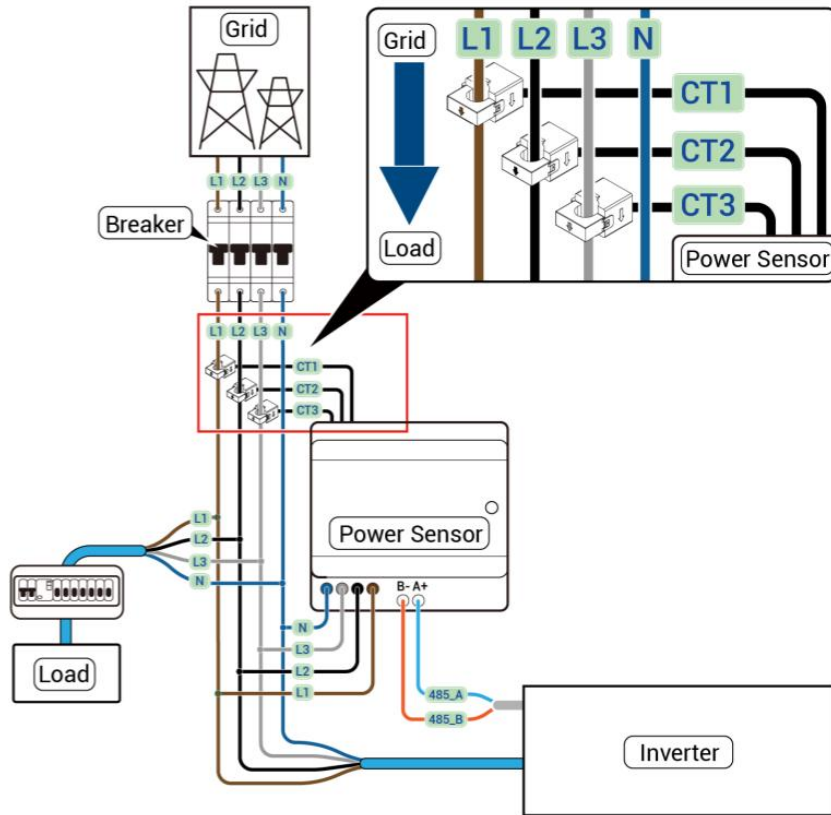 Grid
L1 L2 L3 N
Breaker
L1 L2 L3 N
CT1
CT2
CT3
Grid
L1 L2 L3 N
CT1
CT2
CT3
Load
Power Sensor
Power Sensor
B- A+
L1
L2
L3
N
Load
N
L3
L2
L1
485_A
485_B
Inverter